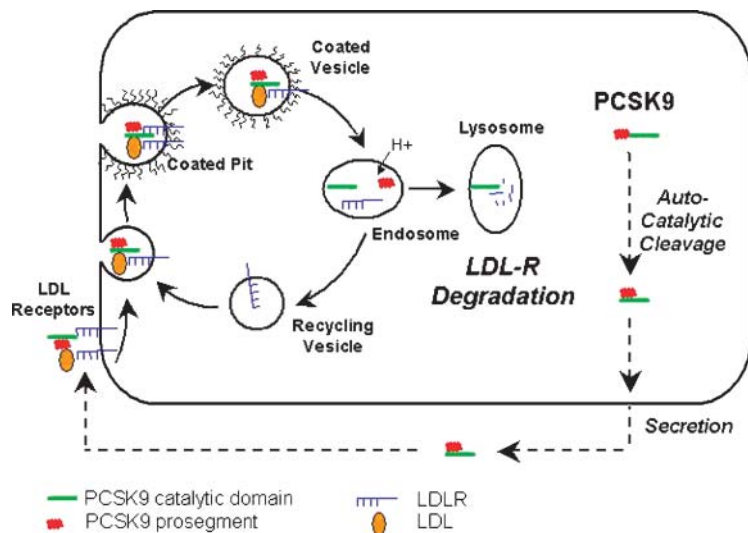 Coated
Vesicle
PCSK9
H+
Lysosome
Coated Pit
Auto-
Catalytic
Cleavage
Endosome
LDL-R
Degradation
LDL
Receptors
Recycling
Vesicle
Secretion
PCSK9 catalytic domain
PCSK9 prosegment
LDLR
LDL